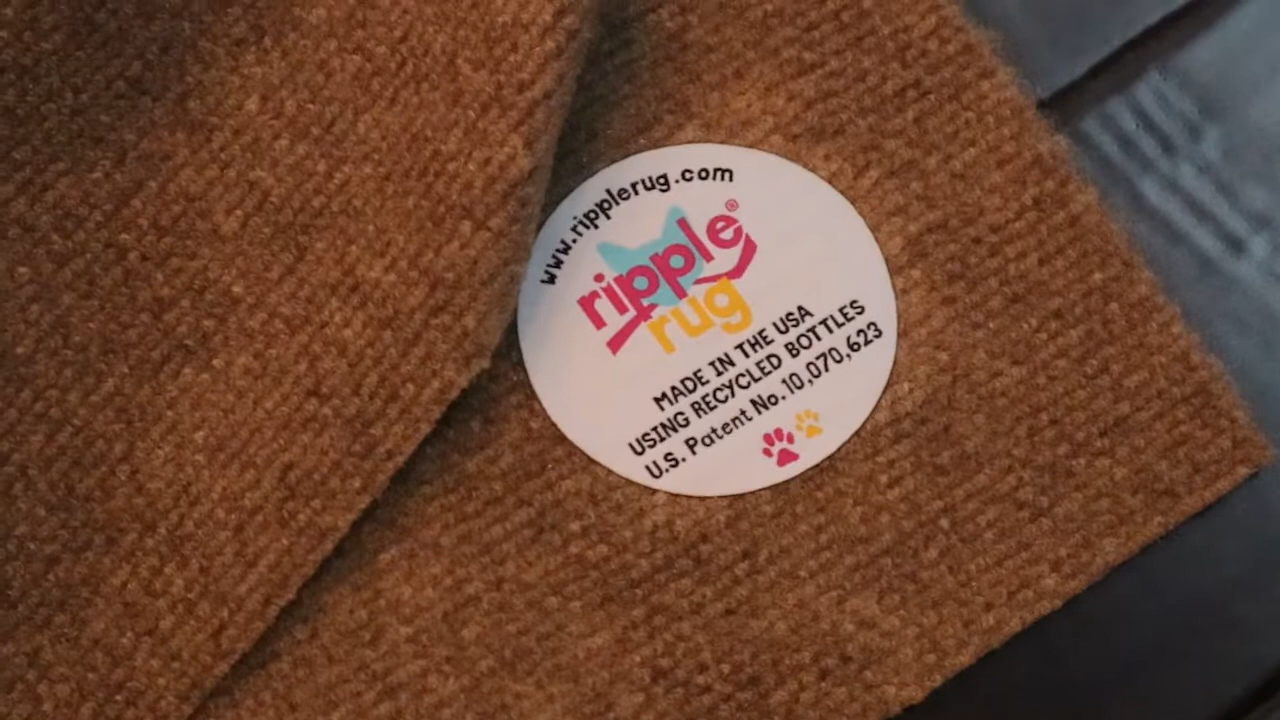 www.ripplerug.com
ripple®
rug
MADE IN THE USA
USING RECYCLED BOTTLES
U.S. Patent No.10,070,623